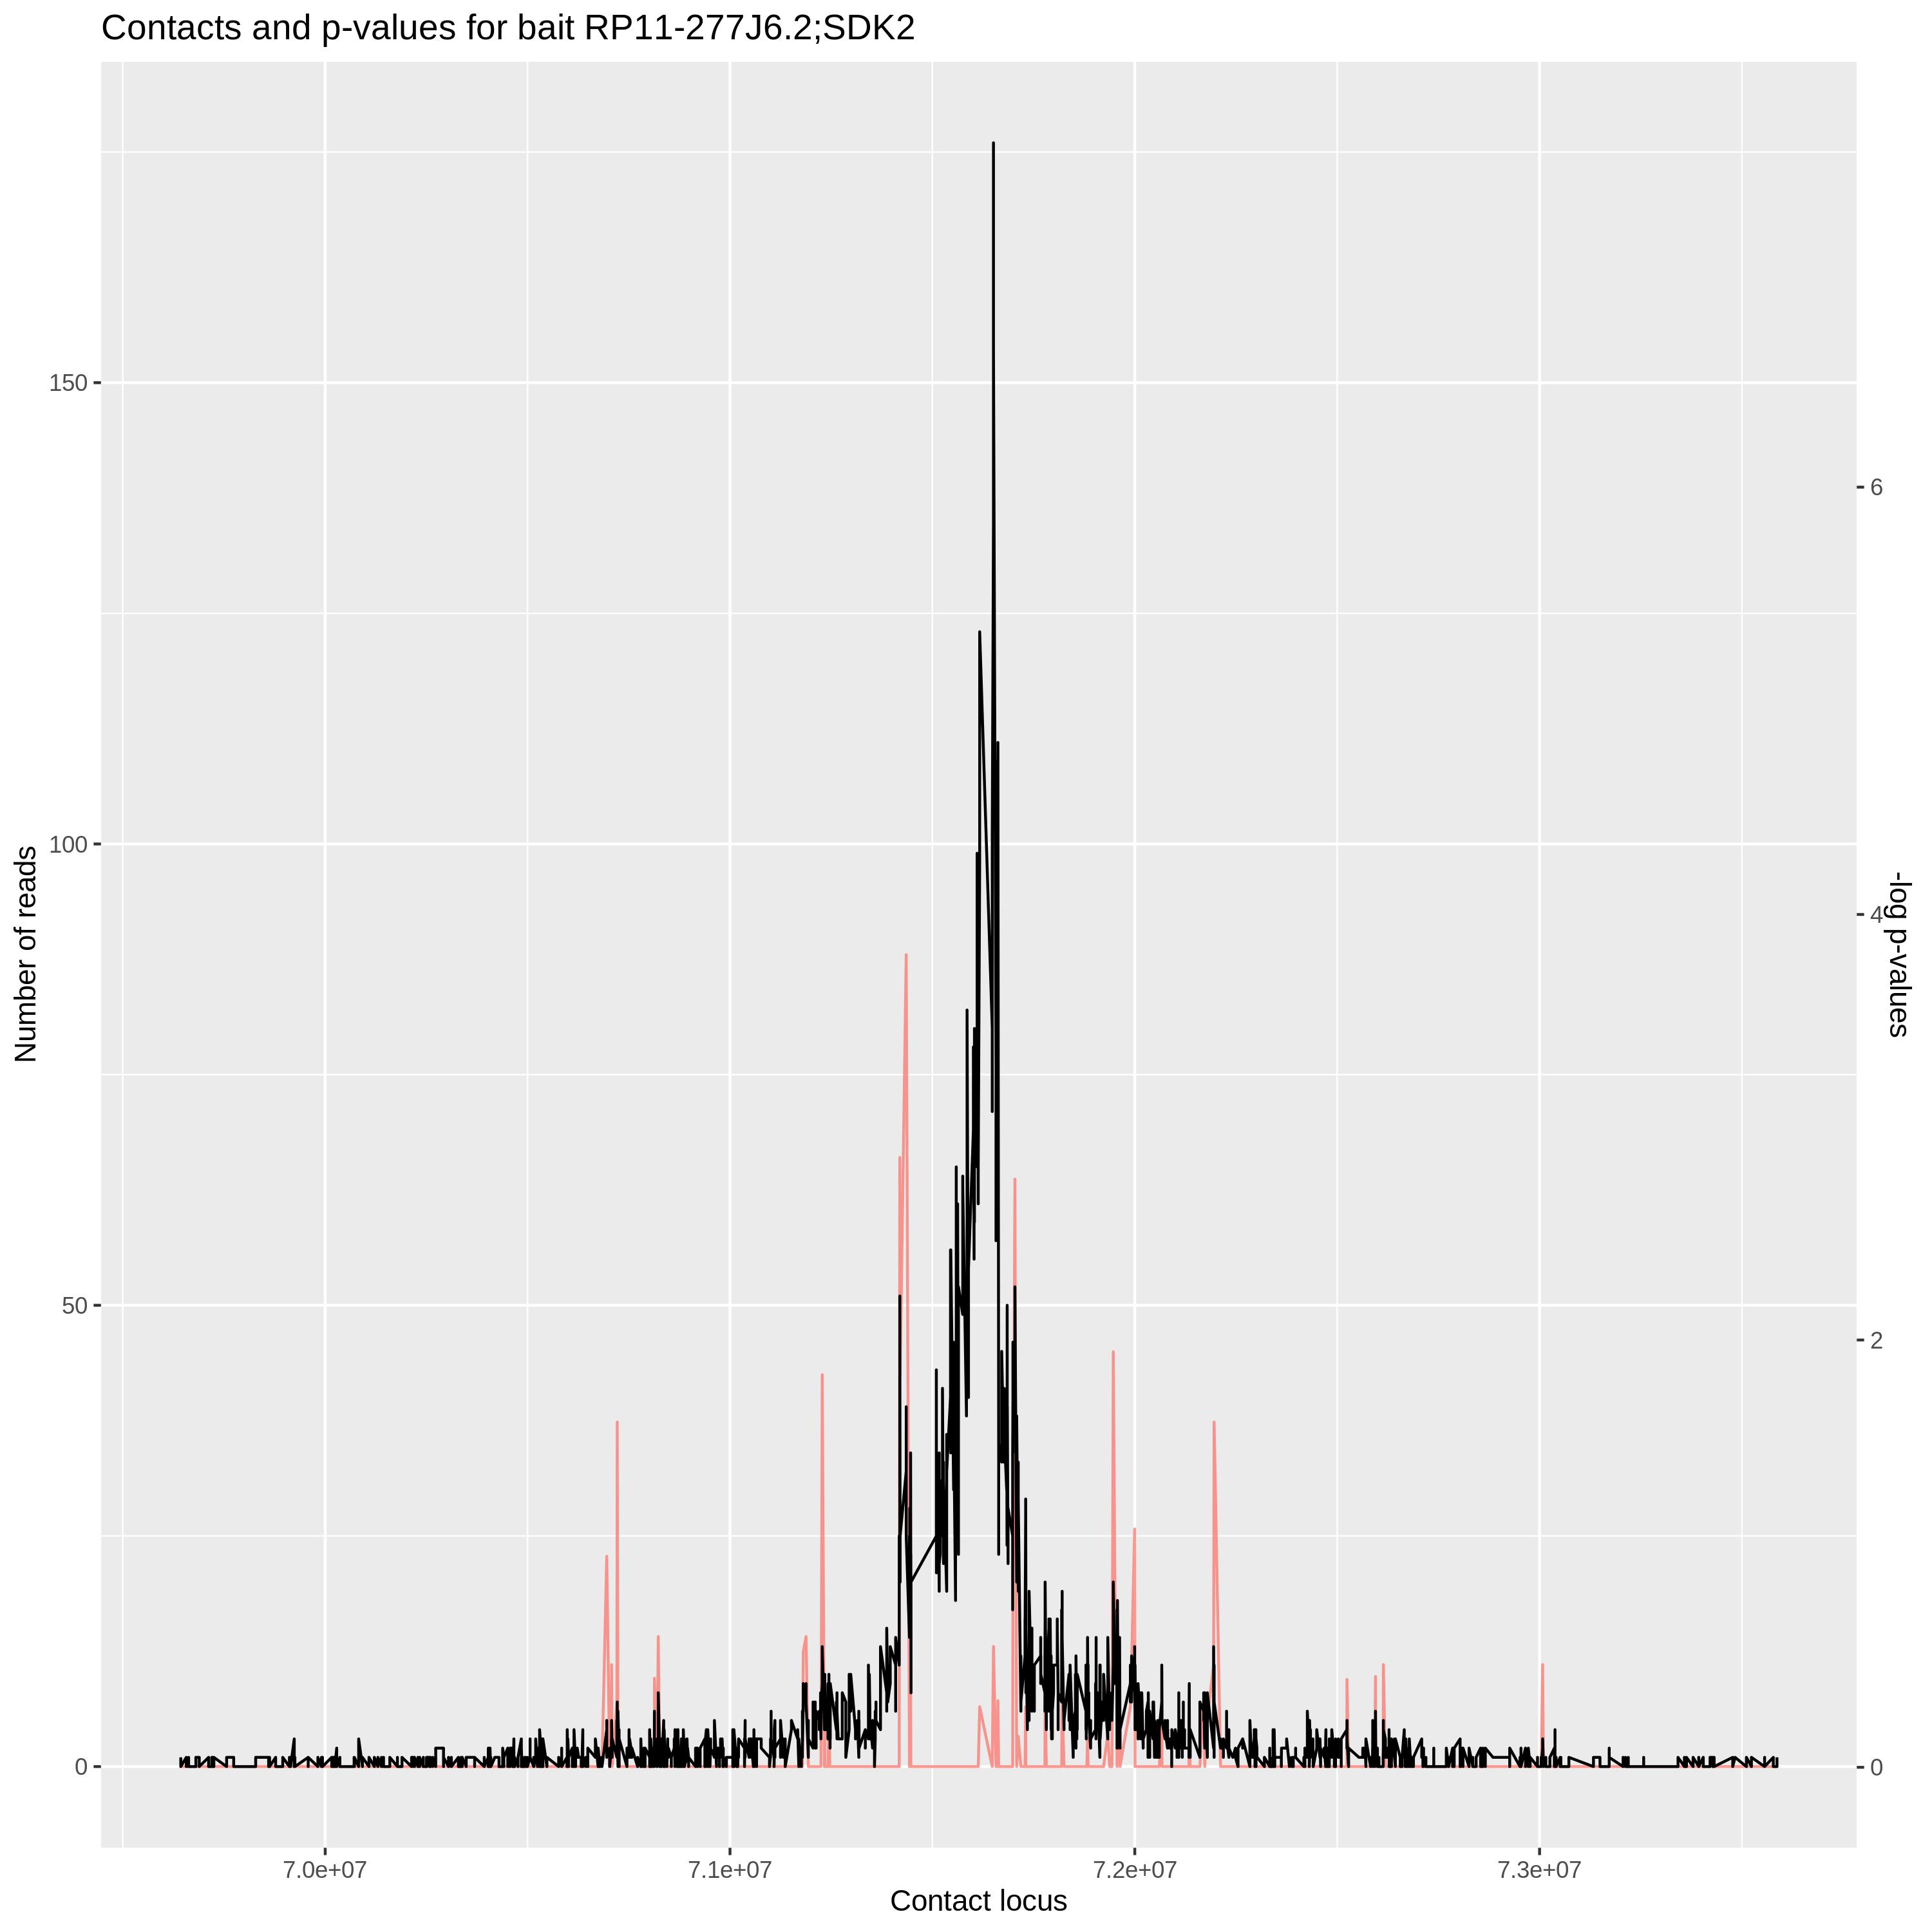 Contacts and p-values for bait RP11-277J6.2;SDK2
150
100
50
0
Number of reads
6
4
2
0
-log p-values
7.0e+07 7.1e+07 7.2e+07 7.3e+07
Contact locus